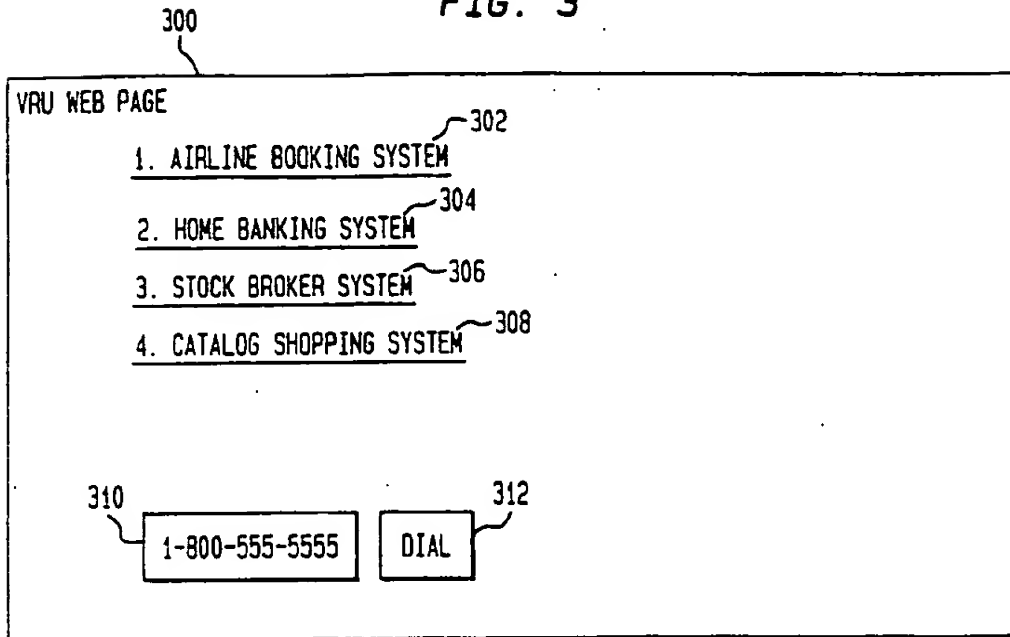 FIG. 3
300
VRU WEB PAGE
302
1. AIRLINE BOOKING SYSTEM
304
2. HOME BANKING SYSTEM
306
3. STOCK BROKER SYSTEM
308
4. CATALOG SHOPPING SYSTEM
310
312
1-800-555-5555
DIAL